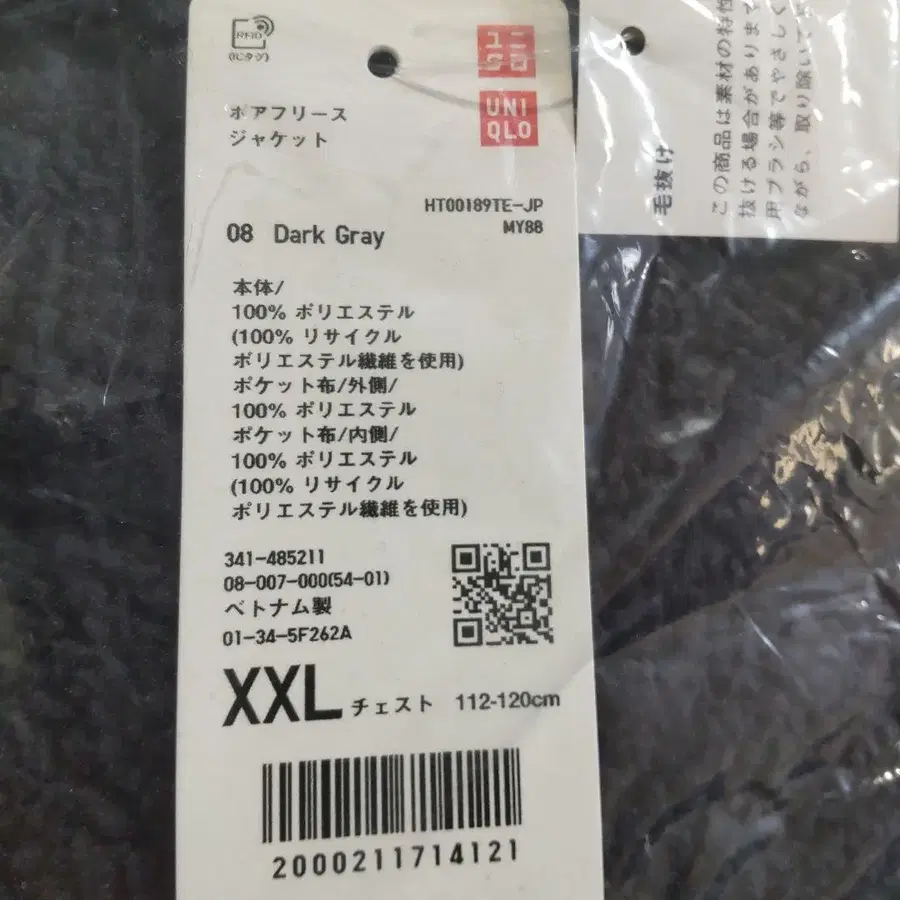 RFID
(ICタグ)
ユニ
クロ
UNI
QLO
ボアフリース
ジャケット
HT00189TE-JP
MY88
08 Dark Gray
本体/
100% ポリエステル
(100% リサイクル
ポリエステル繊維を使用)
ポケット布/外側/
100% ポリエステル
ポケット布/内側/
100% ポリエステル
(100% リサイクル
ポリエステル繊維を使用)
341-485211
08-007-000(54-01)
ベトナム製
01-34-5F262A
XXL チェスト 112-120cm
2000211714121
毛抜け
この商品は素材の特性
抜ける場合がありま
用ブラシ等でやさしく
ながら、取り除いて